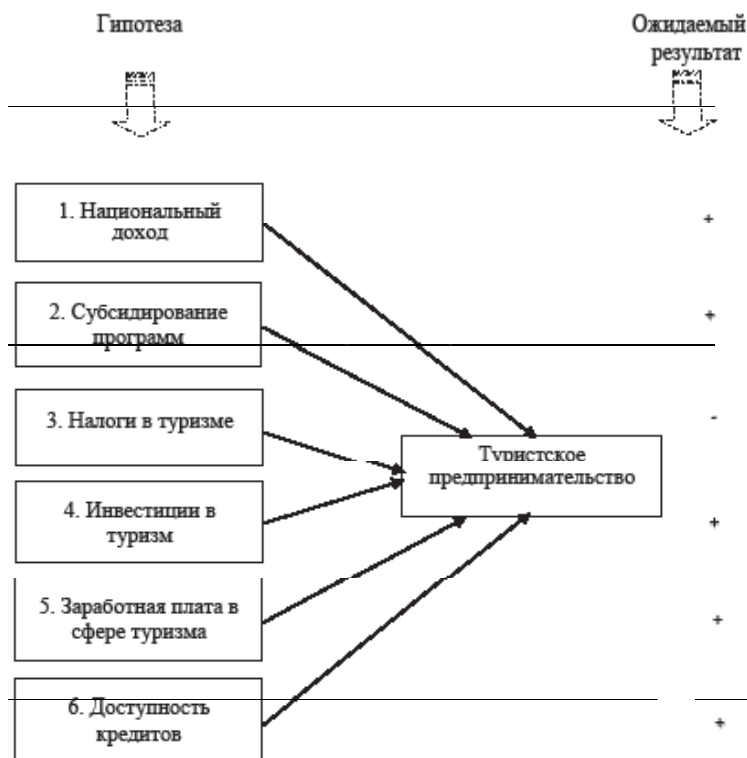 Гипотеза
Ожидаемый
результат
1. Национальный
доход
+
2. Субсидирование
программ
+
3. Налоги в туризме
-
Туристское
предпринимательство
4. Инвестиции в
туризм
+
5. Заработная плата в
сфере туризма
+
6. Доступность
кредитов
+